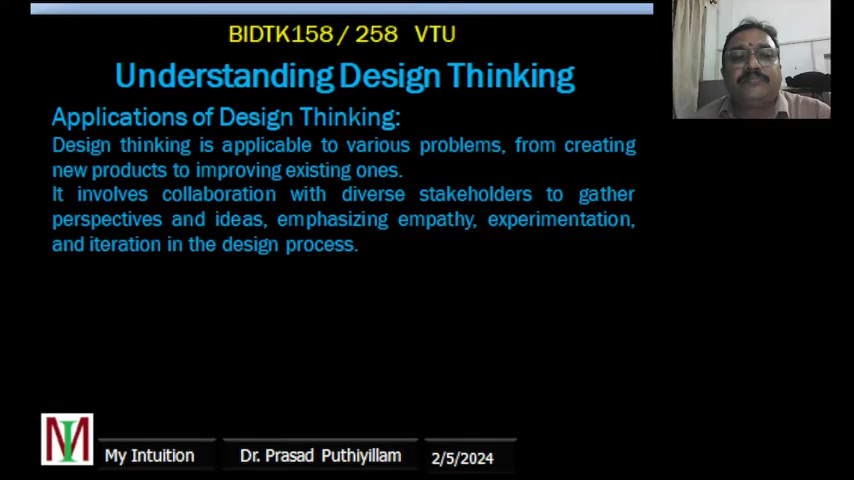 BIDTK158 / 258 VTU
Understanding Design Thinking
Applications of Design Thinking:
Design thinking is applicable to various problems, from creating
new products to improving existing ones.
It involves collaboration with diverse stakeholders to gather
perspectives and ideas, emphasizing empathy, experimentation,
and iteration in the design process.
MI
My Intuition
Dr. Prasad Puthiyillam
2/5/2024